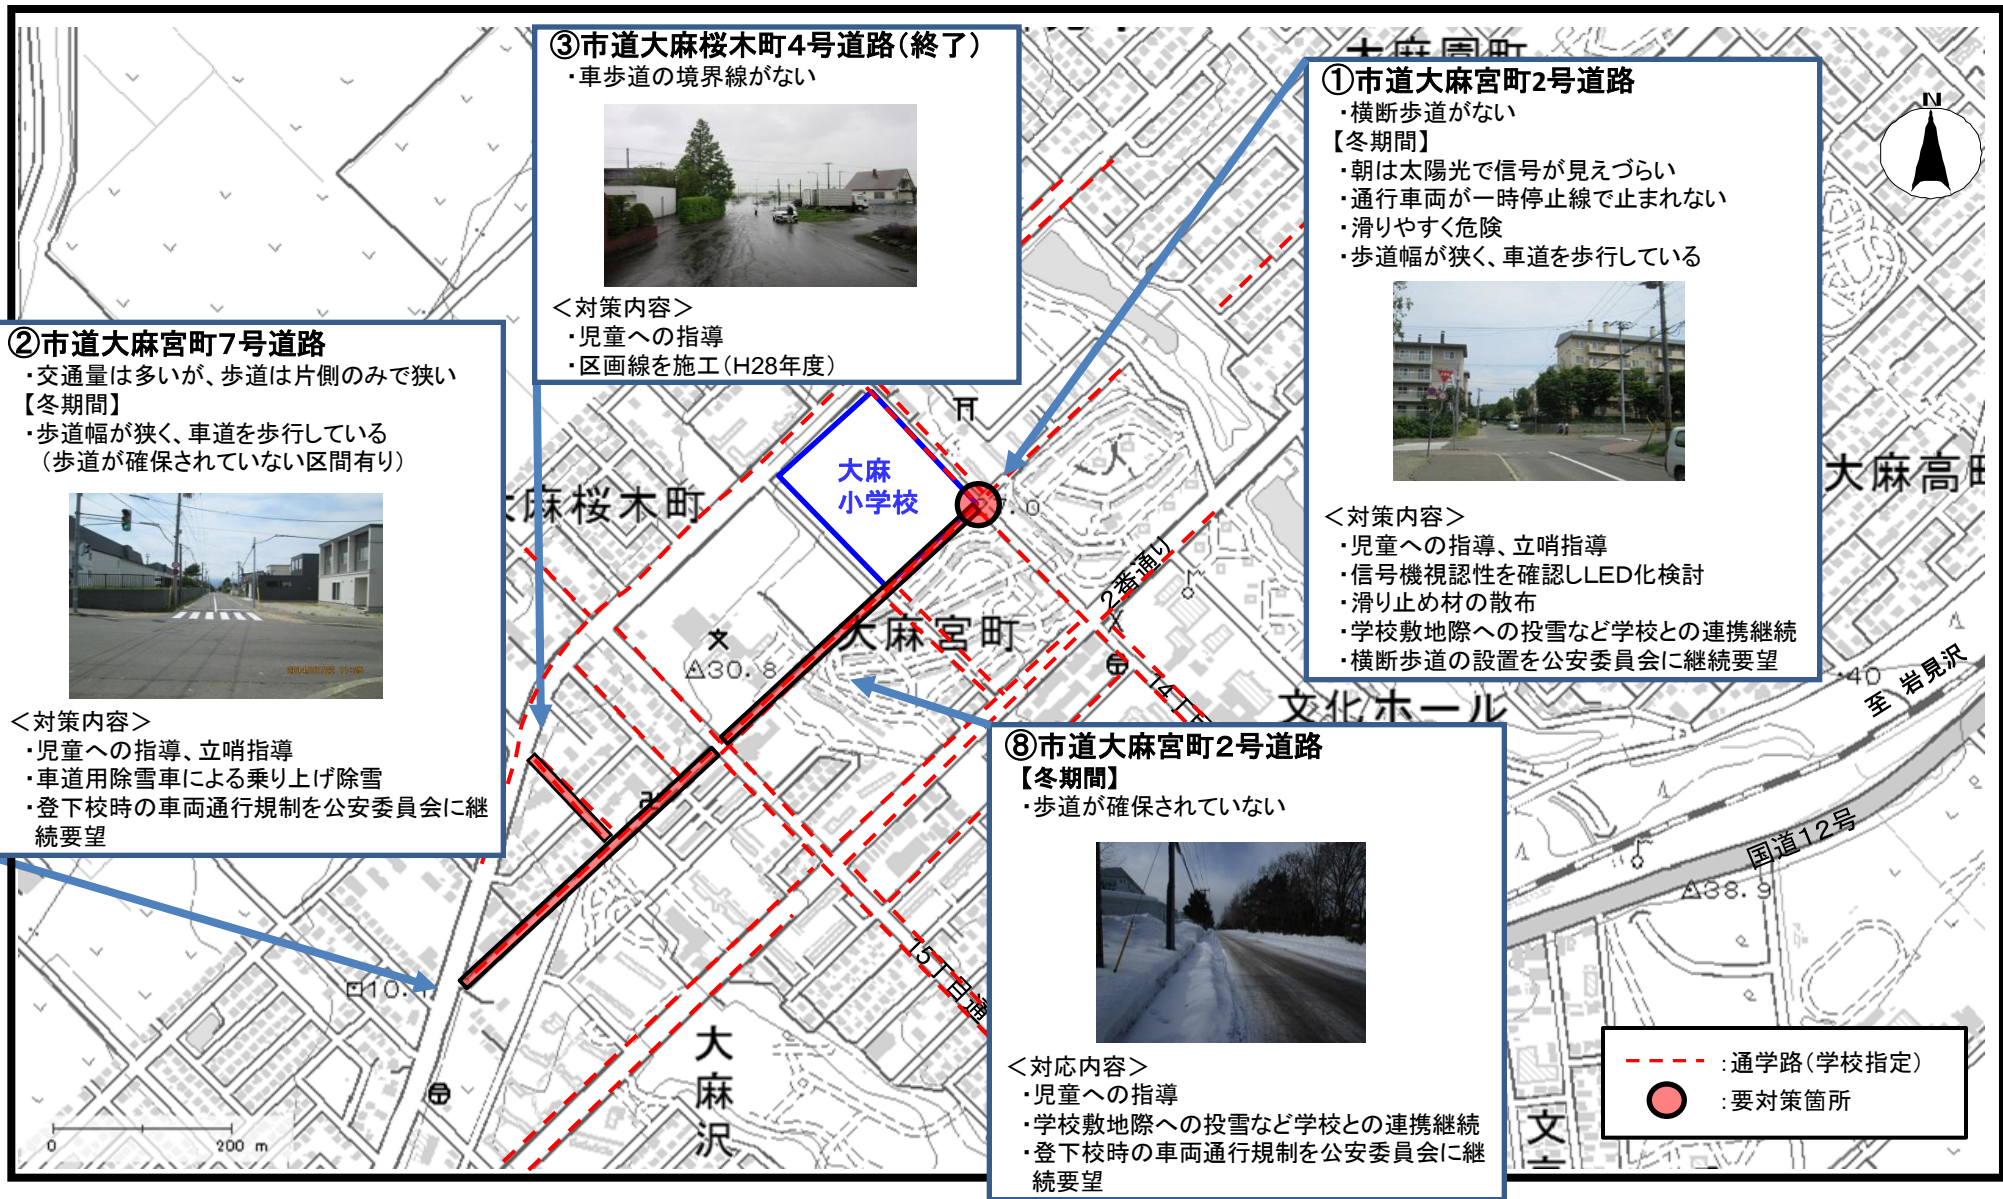 ③市道大麻桜木町4号道路(終了)
・車歩道の境界線がない
<対策内容>
・児童への指導
・区画線を施工(H28年度)
①市道大麻宮町2号道路
・横断歩道がない
【冬期間】
・朝は太陽光で信号が見えづらい
・通行車両が一時停止線で止まれない
・滑りやすく危険
・歩道幅が狭く、車道を歩行している
<対策内容>
・児童への指導、立哨指導
・信号機視認性を確認しLED化検討
・滑り止め材の散布
・学校敷地際への投雪など学校との連携継続
・横断歩道の設置を公安委員会に継続要望
②市道大麻宮町7号道路
・交通量は多いが、歩道は片側のみで狭い
【冬期間】
・歩道幅が狭く、車道を歩行している
(歩道が確保されていない区間有り)
<対策内容>
・児童への指導、立哨指導
・車道用除雪車による乗り上げ除雪
・登下校時の車両通行規制を公安委員会に継
続要望
⑧市道大麻宮町2号道路
【冬期間】
・歩道が確保されていない
<対応内容>
・児童への指導
・学校敷地際への投雪など学校との連携継続
・登下校時の車両通行規制を公安委員会に継
続要望
大麻園町
N
大麻
小学校
大麻桜木町
大麻宮町
大麻高町
2番通り
14丁目
15丁目通
文化ホール
至 岩見沢
国道12号
大麻沢
文
30.8
40
38.9
0
200 m
:通学路(学校指定)
:要対策箇所